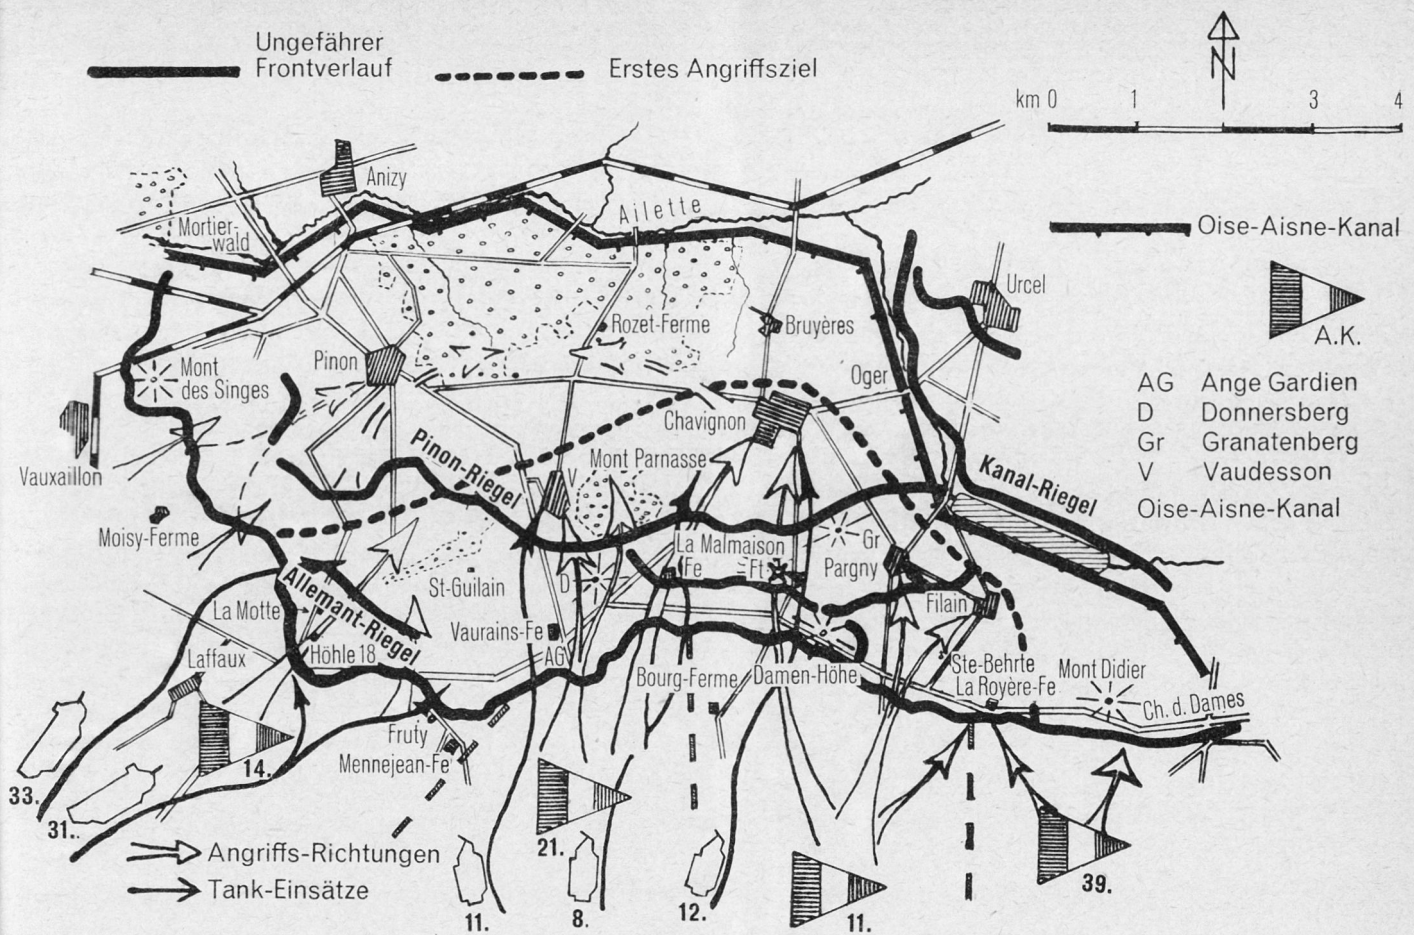 Ungefährer
Frontverlauf
Erstes Angriffsziel
N
km 0 1 3 4
Oise-Aisne-Kanal
A.K.
AG Ange Gardien
D Donnersberg
Gr Granatenberg
V Vaudesson
Oise-Aisne-Kanal
Anizy
Ailette
Mortier-
wald
Urcel
Rozet-Ferme
Bruyères
Pinon
Mont
des Singes
Oger
Chavignon
Vauxaillon
Pinon-Riegel
Mont Parnasse
V
Kanal-Riegel
Moisy-Ferme
La Malmaison
Fe
Ft
Gr
Pargny
D
St-Guilain
Allemant-Riegel
La Motte
Filain
Vaurains-Fe
AG
Laffaux
Höhle 18
Bourg-Ferme
Damen-Höhe
Ste-Behrte
La Royère-Fe
Mont Didier
Ch. d. Dames
Fruty
Mennejean-Fe
14.
33.
31.
21.
Angriffs-Richtungen
Tank-Einsätze
11.
8.
12.
11.
39.